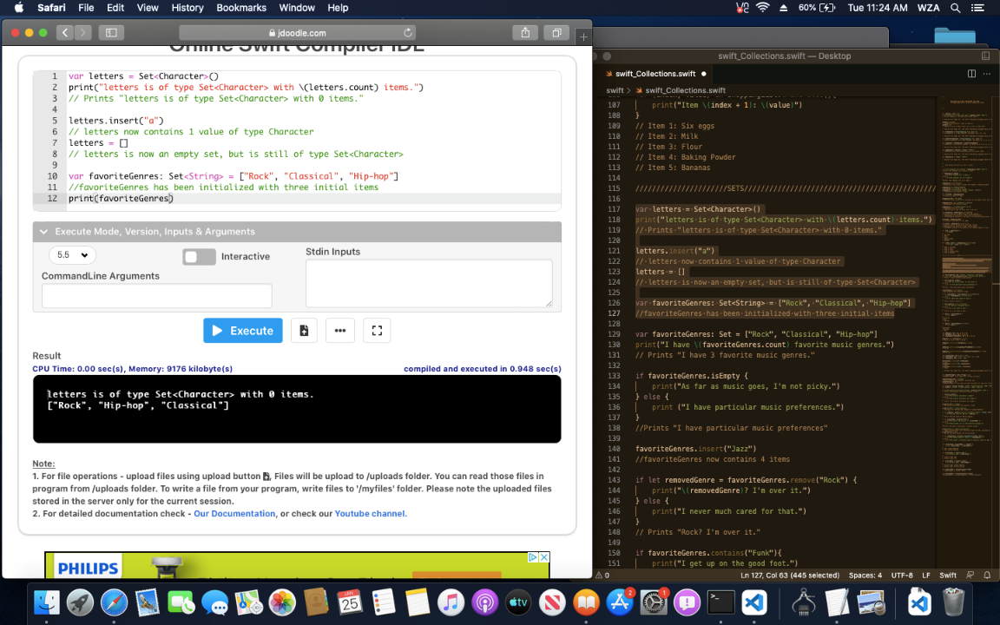 Safari File Edit View History Bookmarks Window Help 60% Tue 11:24 AM WZA
jdoodle.com
Online Swift Compiler IDE
1 var letters = Set<Character>()
2 print("letters is of type Set<Character> with \(letters.count) items.")
3 // Prints "letters is of type Set<Character> with 0 items."
4
5 letters.insert("a")
6 // letters now contains 1 value of type Character
7 letters = []
8 // letters is now an empty set, but is still of type Set<Character>
9
10 var favoriteGenres: Set<String> = ["Rock", "Classical", "Hip-hop"]
11 //favoriteGenres has been initialized with three initial items
12 print(favoriteGenres)
Execute Mode, Version, Inputs & Arguments
5.5 Interactive Stdin Inputs
CommandLine Arguments
Execute
Result
CPU Time: 0.00 sec(s), Memory: 9176 kilobyte(s) compiled and executed in 0.948 sec(s)
letters is of type Set<Character> with 0 items.
["Rock", "Hip-hop", "Classical"]
Note:
1. For file operations - upload files using upload button , Files will be upload to /uploads folder. You can read those files in
program from /uploads folder. To write a file from your program, write files to '/myfiles' folder. Please note the uploaded files
stored in the server only for the current session.
2. For detailed documentation check - Our Documentation, or check our Youtube channel.
PHILIPS
swift_Collections.swift — Desktop
swift_Collections.swift
swift > swift_Collections.swift
107 print("Item \(index + 1): \(value)")
108 }
109 // Item 1: Six eggs
110 // Item 2: Milk
111 // Item 3: Flour
112 // Item 4: Baking Powder
113 // Item 5: Bananas
114
115 //////////////////////SETS/////////////////////////////////////
116
117 var letters = Set<Character>()
118 print("letters is of type Set<Character> with \(letters.count) items.")
119 // Prints "letters is of type Set<Character> with 0 items."
120
121 letters.insert("a")
122 // letters now contains 1 value of type Character
123 letters = []
124 // letters is now an empty set, but is still of type Set<Character>
125
126 var favoriteGenres: Set<String> = ["Rock", "Classical", "Hip-hop"]
127 //favoriteGenres has been initialized with three initial items
128
129 var favoriteGenres: Set = ["Rock", "Classical", "Hip-hop"]
130 print("I have \(favoriteGenres.count) favorite music genres.")
131 // Prints "I have 3 favorite music genres."
132
133 if favoriteGenres.isEmpty {
134 print("As far as music goes, I'm not picky.")
135 } else {
136 print ("I have particular music preferences.")
137 }
138 //Prints "I have particular music preferences"
139
140 favoriteGenres.insert("Jazz")
141 //favoriteGenres now contains 4 items
142
143 if let removedGenre = favoriteGenres.remove("Rock") {
144 print("\(removedGenre)? I'm over it.")
145 } else {
146 print("I never much cared for that.")
147 }
148 // Prints "Rock? I'm over it."
149
150 if favoriteGenres.contains("Funk"){
151 print("I get up on the good foot.")
0 Ln 127, Col 63 (445 selected) Spaces: 4 UTF-8 LF Swift
JAN
25
tv
2
1